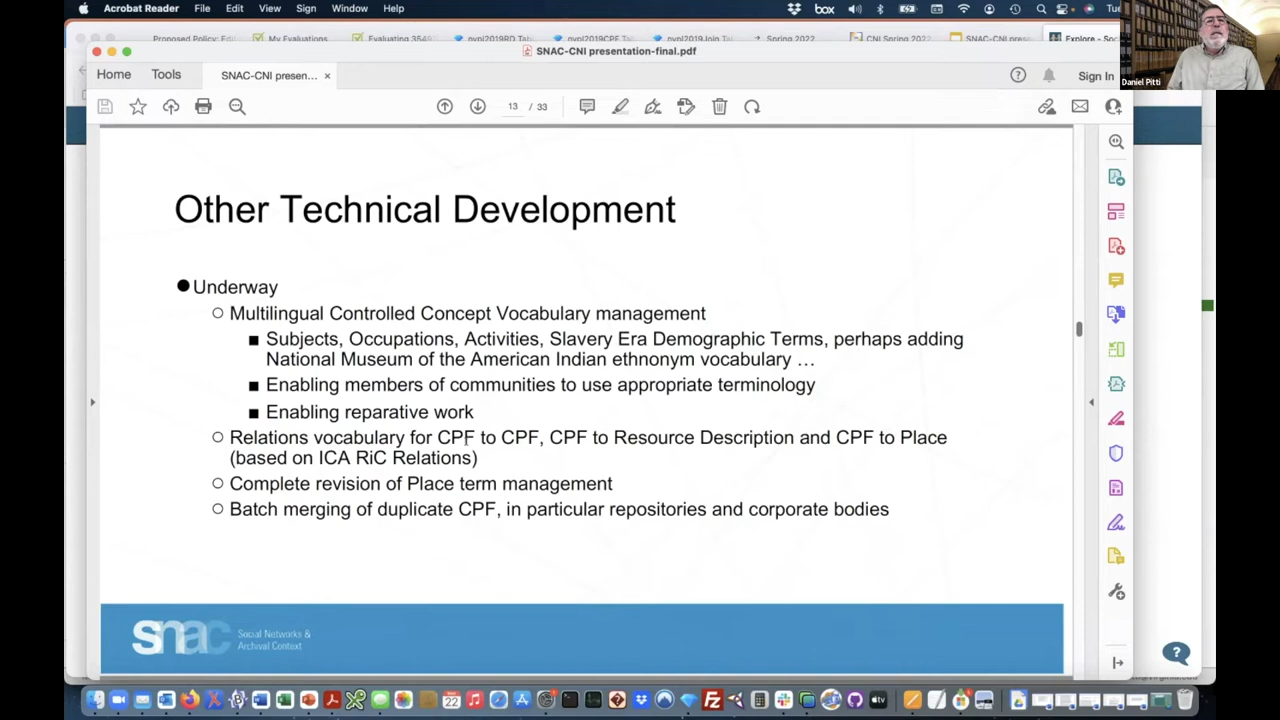 Acrobat Reader File Edit View Sign Window Help
box
SNAC-CNI presentation-final.pdf
Home Tools SNAC-CNI presen... × Sign In
13 / 33
Daniel Pitti
Other Technical Development
Underway
Multilingual Controlled Concept Vocabulary management
Subjects, Occupations, Activities, Slavery Era Demographic Terms, perhaps adding
National Museum of the American Indian ethnonym vocabulary …
Enabling members of communities to use appropriate terminology
Enabling reparative work
Relations vocabulary for CPF to CPF, CPF to Resource Description and CPF to Place
(based on ICA RiC Relations)
Complete revision of Place term management
Batch merging of duplicate CPF, in particular repositories and corporate bodies
snac Social Networks &
Archival Context